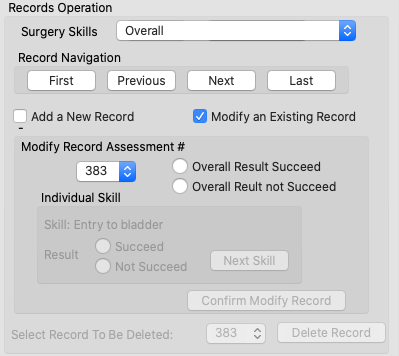 Records Operation
Surgery Skills Overall
Record Navigation
First Previous Next Last
Add a New Record Modify an Existing Record
Modify Record Assessment #
383 Overall Result Succeed
Overall Reult not Succeed
Individual Skill
Skill: Entry to bladder
Result Succeed
Not Succeed Next Skill
Confirm Modify Record
Select Record To Be Deleted: 383 Delete Record